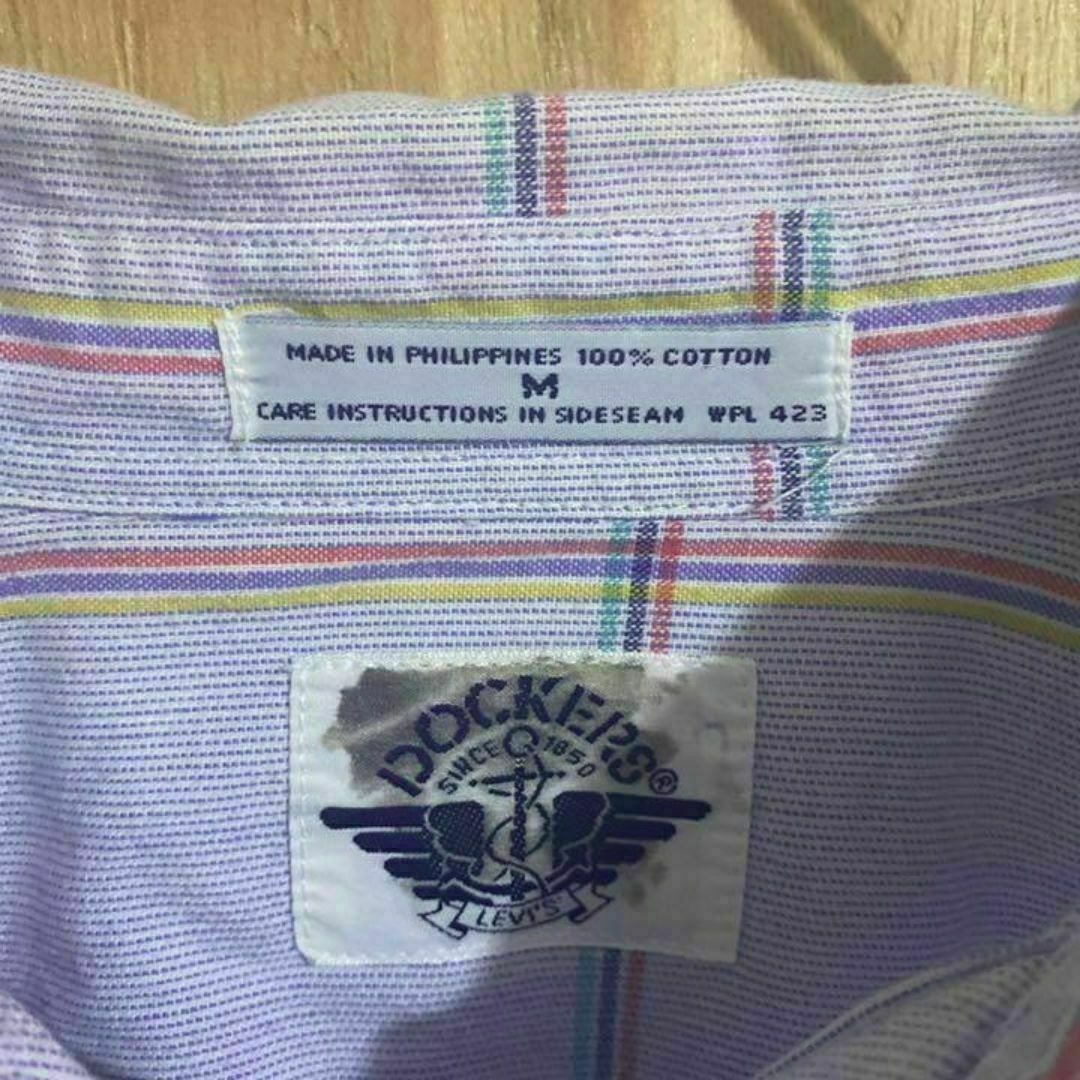 MADE IN PHILIPPINES 100% COTTON
M
CARE INSTRUCTIONS IN SIDESEAM WPL 423
DOCKERS®
SINCE 1850
LEVI'S